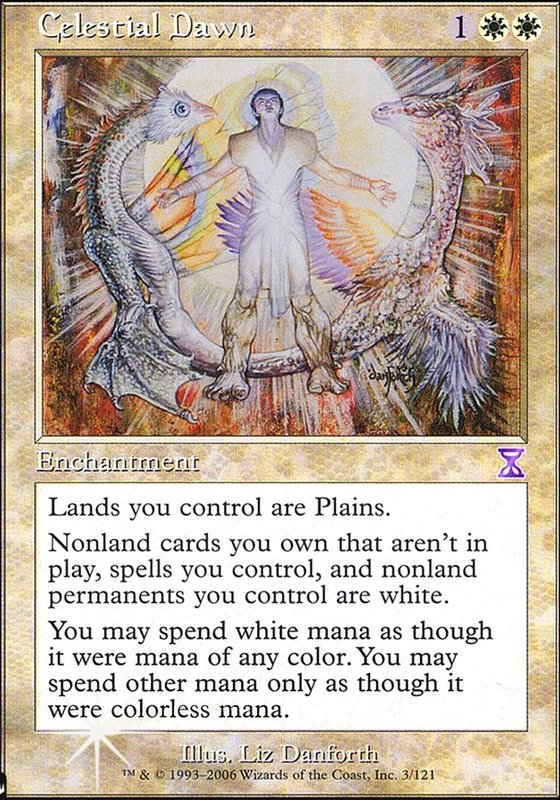 Celestial Dawn 1
danforth
Enchantment
Lands you control are Plains.
Nonland cards you own that aren't in
play, spells you control, and nonland
permanents you control are white.
You may spend white mana as though
it were mana of any color. You may
spend other mana only as though it
were colorless mana.
Illus. Liz Danforth
™ & © 1993–2006 Wizards of the Coast, Inc. 3/121